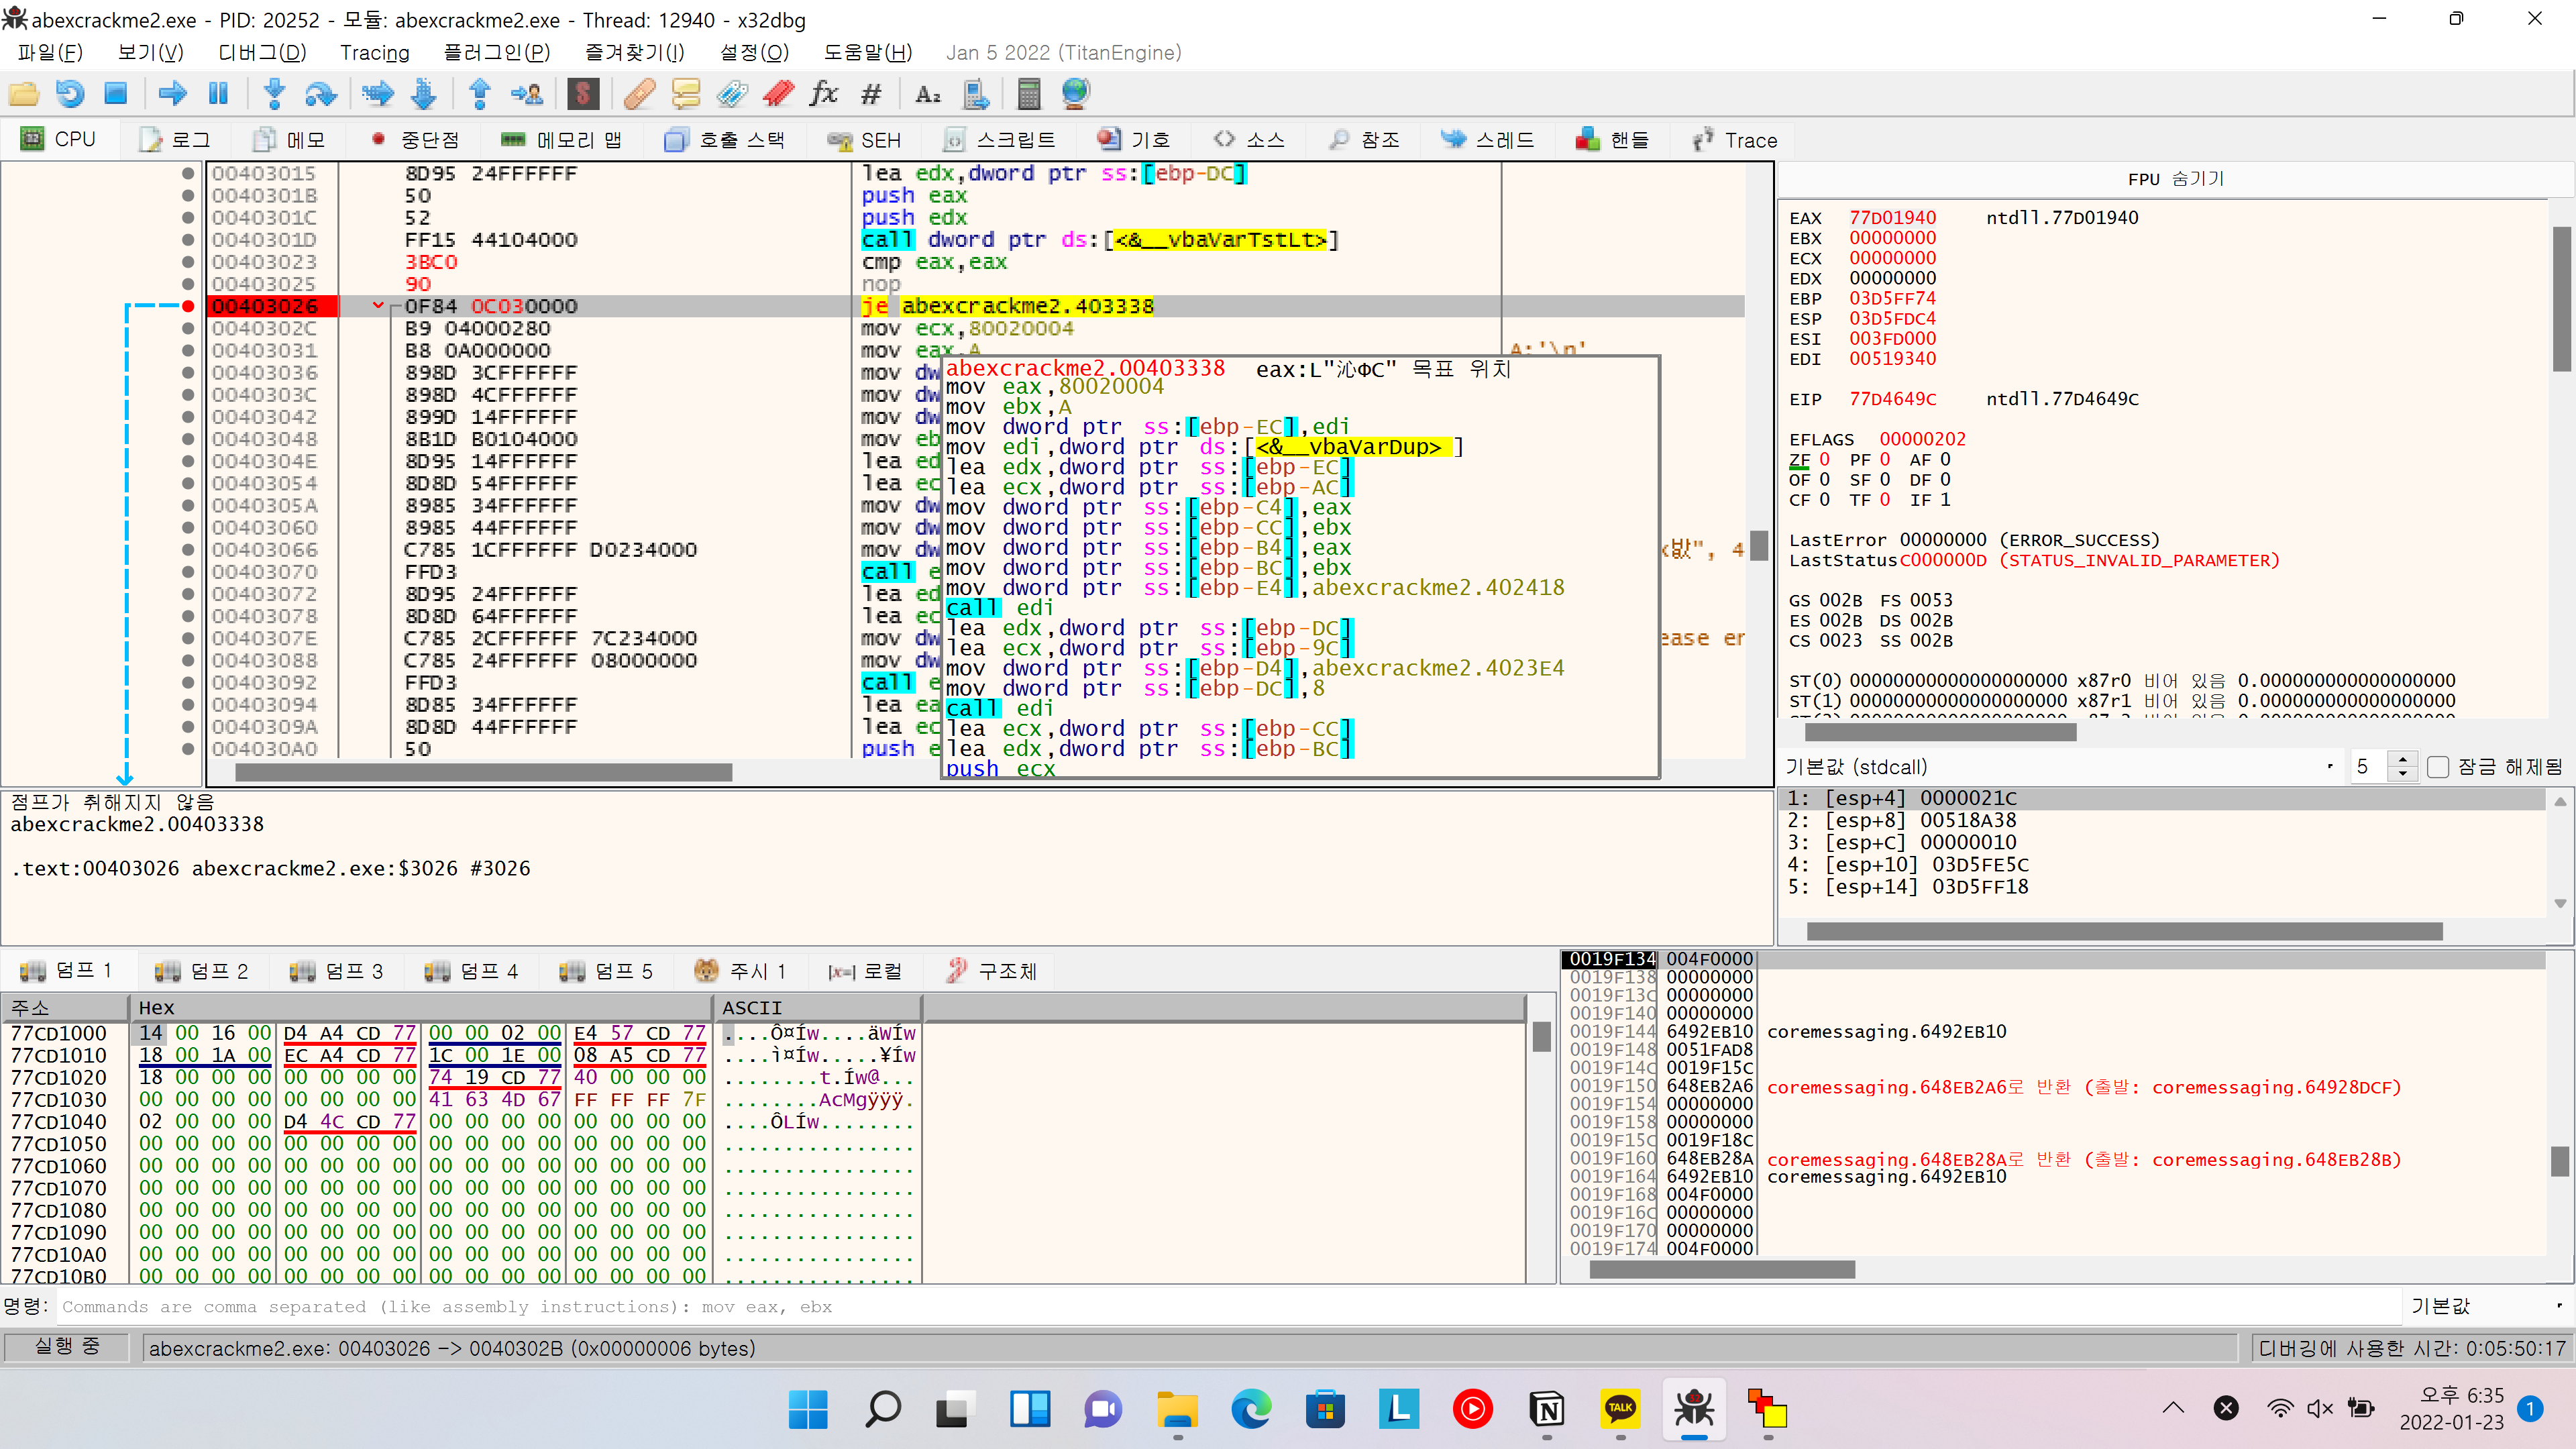 abexcrackme2.exe - PID: 20252 - 모듈: abexcrackme2.exe - Thread: 12940 - x32dbg
파일(F) 보기(V) 디버그(D) Tracing 플러그인(P) 즐겨찾기(I) 설정(O) 도움말(H) Jan 5 2022 (TitanEngine)
CPU 로그 메모 중단점 메모리 맵 호출 스택 SEH 스크립트 기호 소스 참조 스레드 핸들 Trace
00403015 8D95 24FFFFFF lea edx,dword ptr ss:[ebp-DC]
0040301B 50 push eax
0040301C 52 push edx
0040301D FF15 44104000 call dword ptr ds:[<&__vbaVarTstLt>]
00403023 3BC0 cmp eax,eax
00403025 90 nop
00403026 0F84 0C030000 je abexcrackme2.403338
0040302C B9 04000280 mov ecx,80020004
00403031 B8 0A000000 mov eax,A A:'\n'
00403036 898D 3CFFFFFF mov dw
0040303C 898D 4CFFFFFF mov dw
00403042 899D 14FFFFFF mov dw
00403048 8B1D B0104000 mov eb
0040304E 8D95 14FFFFFF lea ed
00403054 8D8D 54FFFFFF lea ec
0040305A 8985 34FFFFFF mov dw
00403060 8985 44FFFFFF mov dw
00403066 C785 1CFFFFFF D0234000 mov dw
00403070 FFD3 call e
00403072 8D95 24FFFFFF lea ed
00403078 8D8D 64FFFFFF lea ec
0040307E C785 2CFFFFFF 7C234000 mov dw ease er
00403088 C785 24FFFFFF 08000000 mov dw
00403092 FFD3 call e
00403094 8D85 34FFFFFF lea ea
0040309A 8D8D 44FFFFFF lea ec
004030A0 50 push e
abexcrackme2.00403338 eax:L"沁ФC" 목표 위치
mov eax,80020004
mov ebx,A
mov dword ptr ss:[ebp-EC],edi
mov edi,dword ptr ds:[<&__vbaVarDup> ]
lea edx,dword ptr ss:[ebp-EC]
lea ecx,dword ptr ss:[ebp-AC]
mov dword ptr ss:[ebp-C4],eax
mov dword ptr ss:[ebp-CC],ebx
mov dword ptr ss:[ebp-B4],eax
mov dword ptr ss:[ebp-BC],ebx
mov dword ptr ss:[ebp-E4],abexcrackme2.402418
call edi
lea edx,dword ptr ss:[ebp-DC]
lea ecx,dword ptr ss:[ebp-9C]
mov dword ptr ss:[ebp-D4],abexcrackme2.4023E4
mov dword ptr ss:[ebp-DC],8
call edi
lea ecx,dword ptr ss:[ebp-CC]
lea edx,dword ptr ss:[ebp-BC]
push ecx
FPU 숨기기
EAX 77D01940 ntdll.77D01940
EBX 00000000
ECX 00000000
EDX 00000000
EBP 03D5FF74
ESP 03D5FDC4
ESI 003FD000
EDI 00519340
EIP 77D4649C ntdll.77D4649C
EFLAGS 00000202
ZF 0 PF 0 AF 0
OF 0 SF 0 DF 0
CF 0 TF 0 IF 1
LastError 00000000 (ERROR_SUCCESS)
LastStatus C000000D (STATUS_INVALID_PARAMETER)
GS 002B FS 0053
ES 002B DS 002B
CS 0023 SS 002B
ST(0) 00000000000000000000 x87r0 비어 있음 0.000000000000000000
ST(1) 00000000000000000000 x87r1 비어 있음 0.000000000000000000
기본값 (stdcall) 5 잠금 해제됨
1: [esp+4] 0000021C
2: [esp+8] 00518A38
3: [esp+C] 00000010
4: [esp+10] 03D5FE5C
5: [esp+14] 03D5FF18
점프가 취해지지 않음
abexcrackme2.00403338
.text:00403026 abexcrackme2.exe:$3026 #3026
덤프 1 덤프 2 덤프 3 덤프 4 덤프 5 주시 1 [x=] 로컬 구조체
주소 Hex ASCII
77CD1000 14 00 16 00 D4 A4 CD 77 00 00 02 00 E4 57 CD 77 ....Ô¤Íw....äWÍw
77CD1010 18 00 1A 00 EC A4 CD 77 1C 00 1E 00 08 A5 CD 77 ....ì¤Íw.....¥Íw
77CD1020 18 00 00 00 00 00 00 00 74 19 CD 77 40 00 00 00 ........t.Íw@...
77CD1030 00 00 00 00 00 00 00 00 41 63 4D 67 FF FF FF 7F ........AcMgÿÿÿ.
77CD1040 02 00 00 00 D4 4C CD 77 00 00 00 00 00 00 00 00 ....ÔLÍw........
77CD1050 00 00 00 00 00 00 00 00 00 00 00 00 00 00 00 00 ................
77CD1060 00 00 00 00 00 00 00 00 00 00 00 00 00 00 00 00 ................
77CD1070 00 00 00 00 00 00 00 00 00 00 00 00 00 00 00 00 ................
77CD1080 00 00 00 00 00 00 00 00 00 00 00 00 00 00 00 00 ................
77CD1090 00 00 00 00 00 00 00 00 00 00 00 00 00 00 00 00 ................
77CD10A0 00 00 00 00 00 00 00 00 00 00 00 00 00 00 00 00 ................
77CD10B0 00 00 00 00 00 00 00 00 00 00 00 00 00 00 00 00 ................
0019F134 004F0000
0019F138 00000000
0019F13C 00000000
0019F140 00000000
0019F144 6492EB10 coremessaging.6492EB10
0019F148 0051FAD8
0019F14C 0019F15C
0019F150 648EB2A6 coremessaging.648EB2A6로 반환 (출발: coremessaging.64928DCF)
0019F154 00000000
0019F158 00000000
0019F15C 0019F18C
0019F160 648EB28A coremessaging.648EB28A로 반환 (출발: coremessaging.648EB28B)
0019F164 6492EB10 coremessaging.6492EB10
0019F168 004F0000
0019F16C 00000000
0019F170 00000000
0019F174 004F0000
명령: Commands are comma separated (like assembly instructions): mov eax, ebx 기본값
실행 중 abexcrackme2.exe: 00403026 -> 0040302B (0x00000006 bytes) 디버깅에 사용한 시간: 0:05:50:17
TALK
오후 6:35
2022-01-23 1